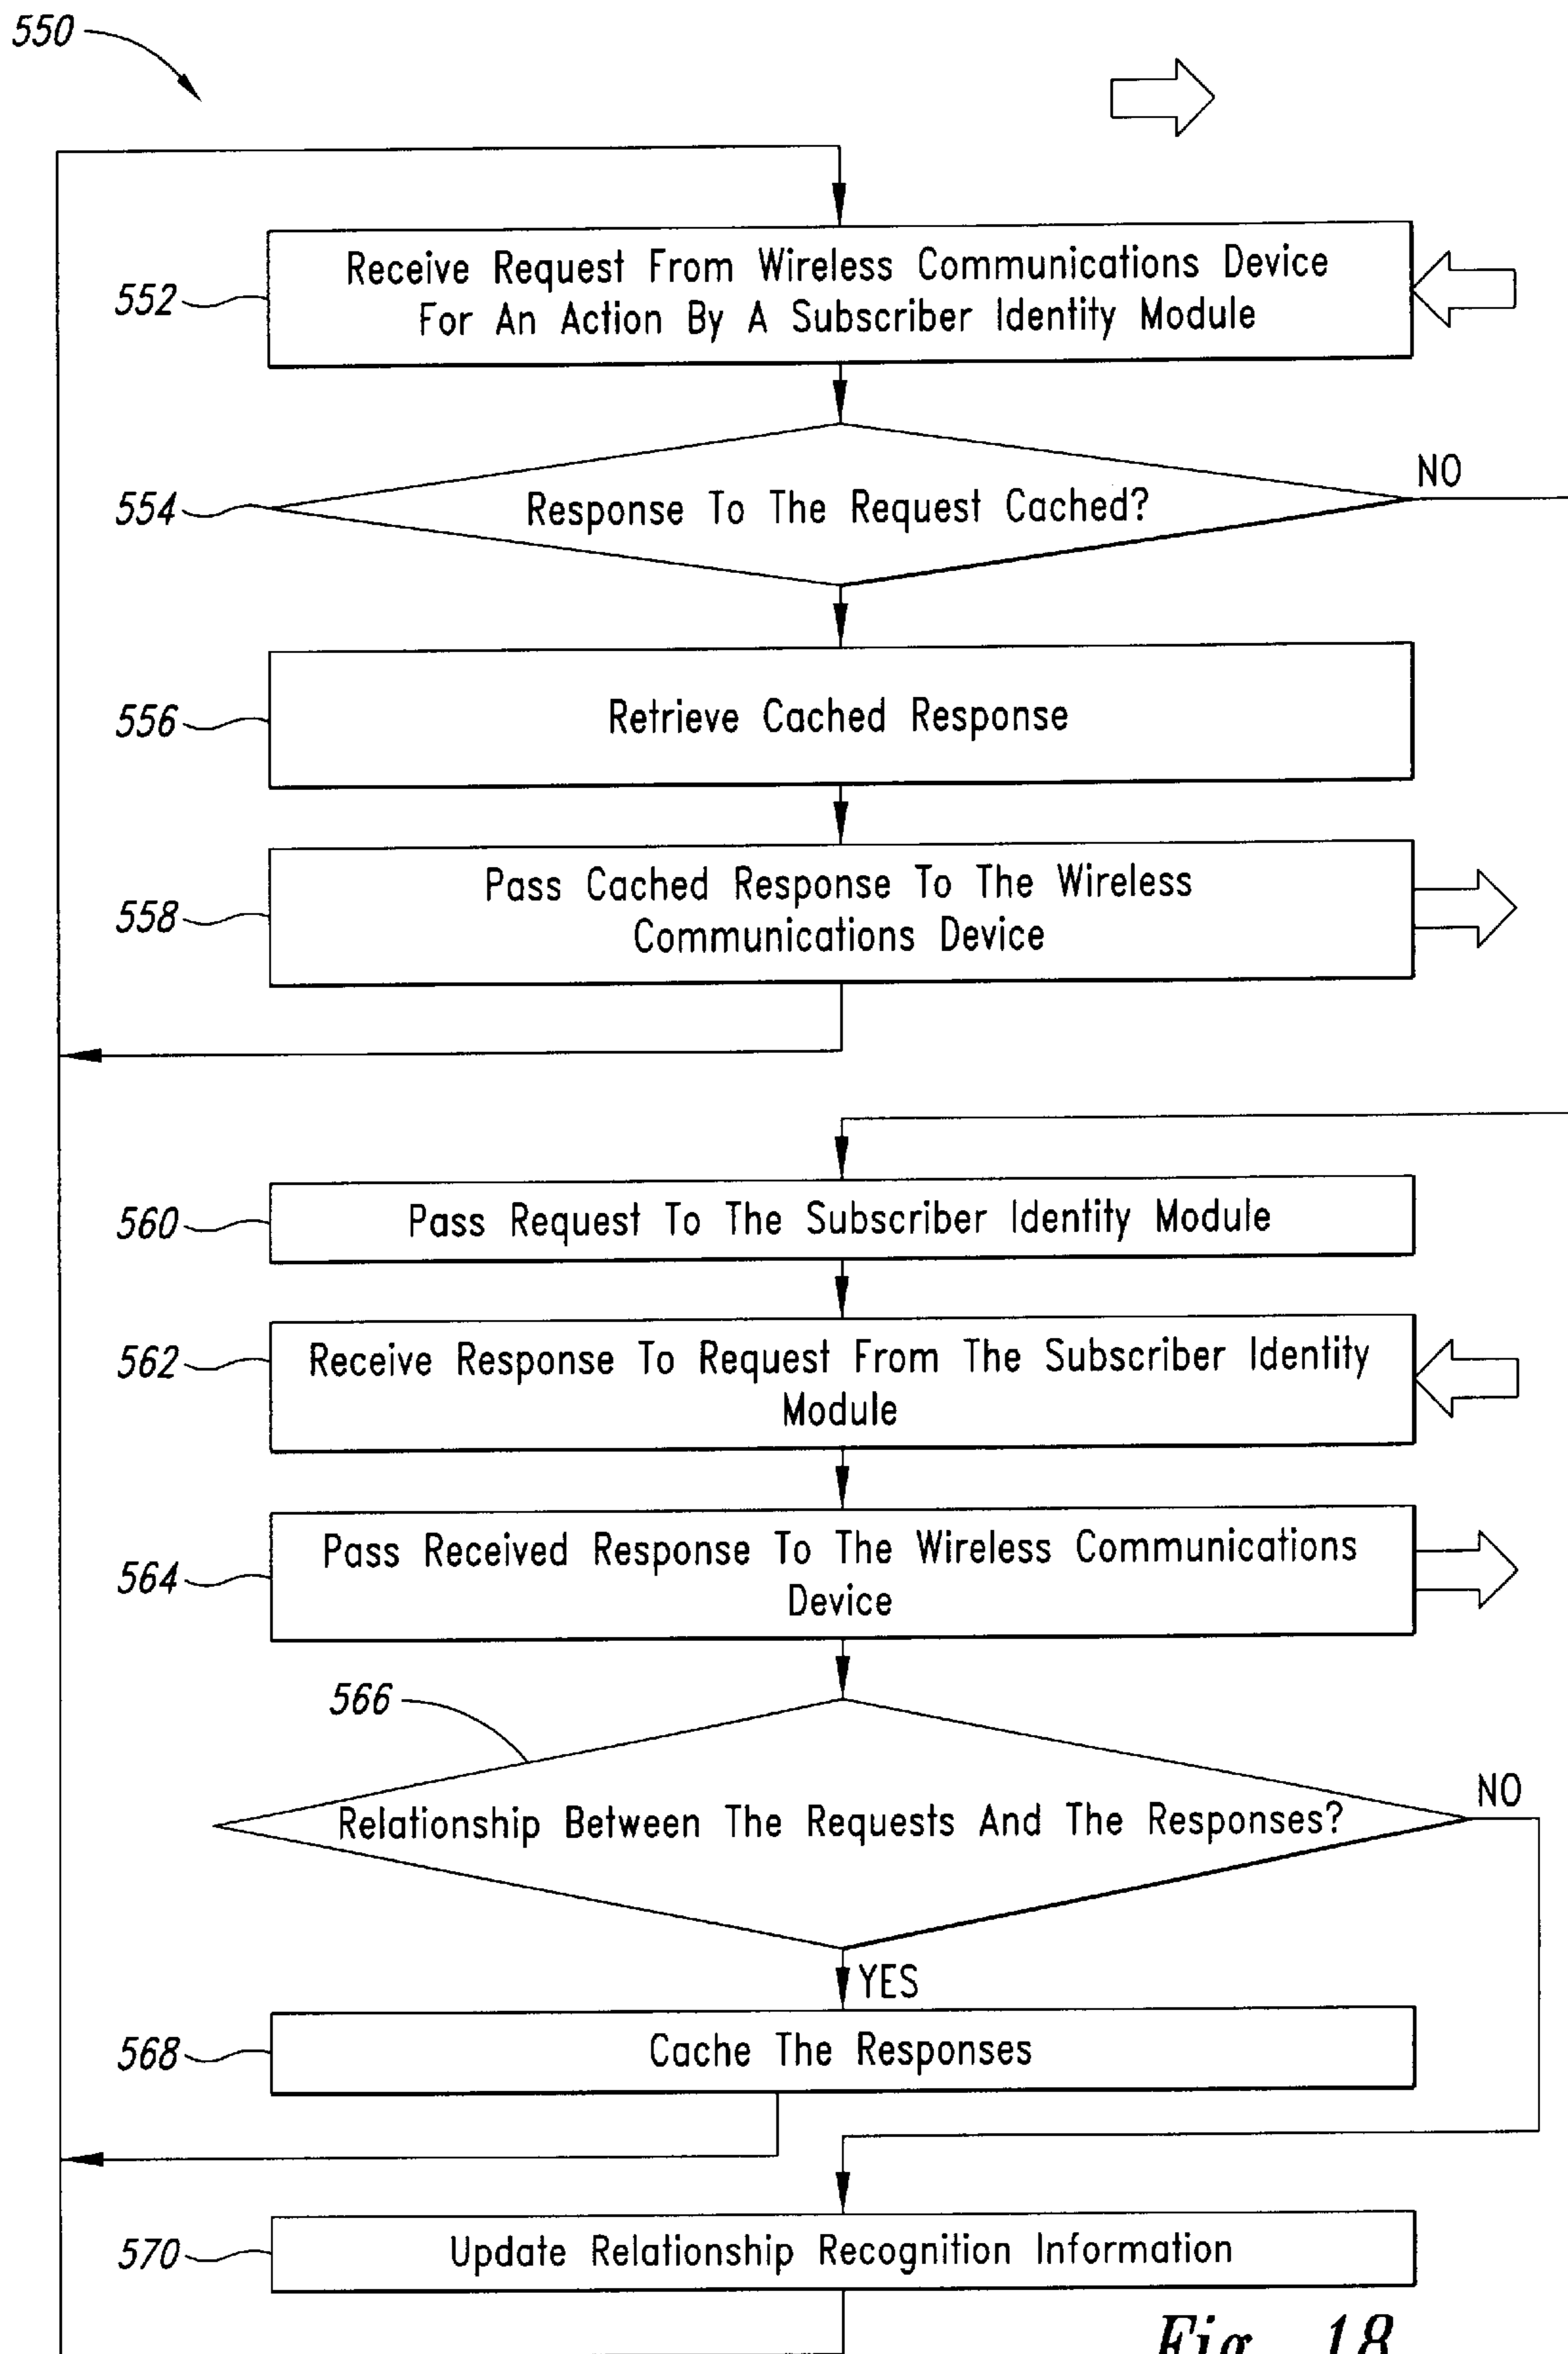 550
552
Receive Request From Wireless Communications Device
For An Action By A Subscriber Identity Module
554
Response To The Request Cached?
NO
556
Retrieve Cached Response
558
Pass Cached Response To The Wireless
Communications Device
560
Pass Request To The Subscriber Identity Module
562
Receive Response To Request From The Subscriber Identity
Module
564
Pass Received Response To The Wireless Communications
Device
566
Relationship Between The Requests And The Responses?
NO
YES
568
Cache The Responses
570
Update Relationship Recognition Information
Fig. 18